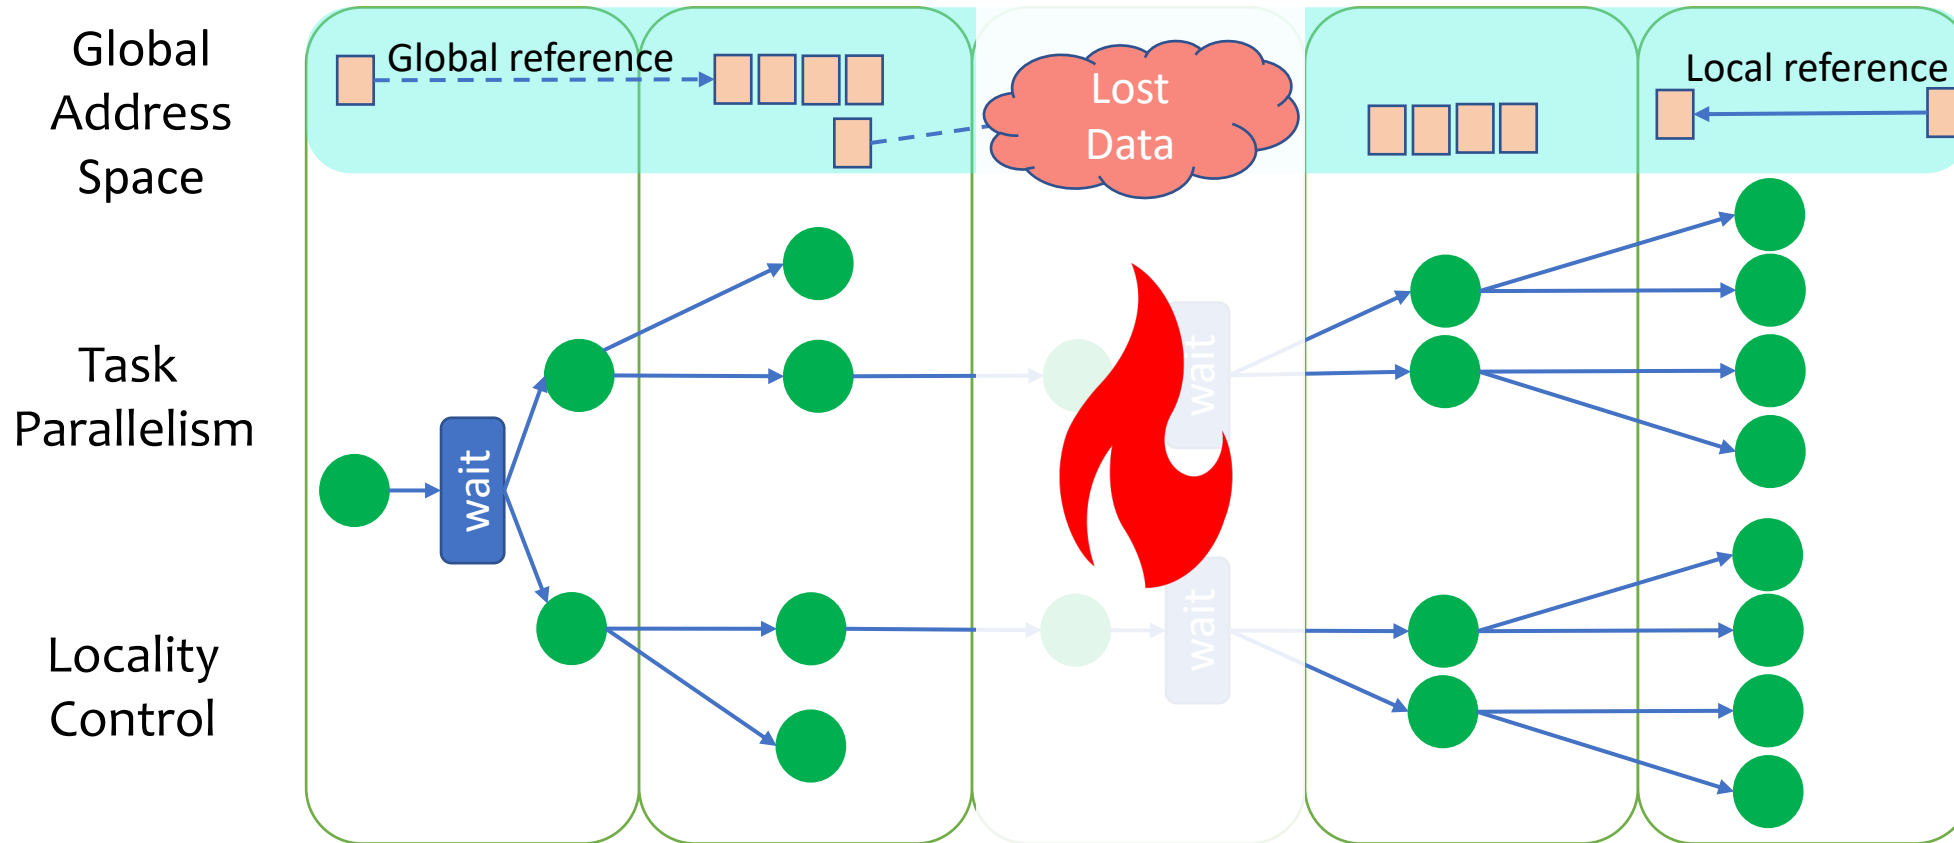 Global
Address
Space
Global reference
Lost
Data
Local reference
Task
Parallelism
wait
wait
Locality
Control
wait